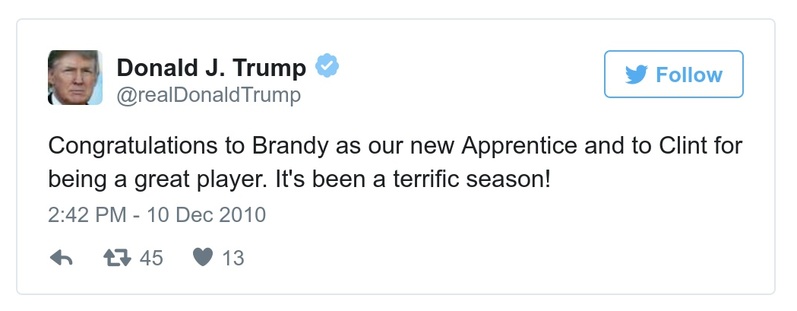 Donald J. Trump
@realDonaldTrump
Follow
Congratulations to Brandy as our new Apprentice and to Clint for
being a great player. It's been a terrific season!
2:42 PM - 10 Dec 2010
45 13